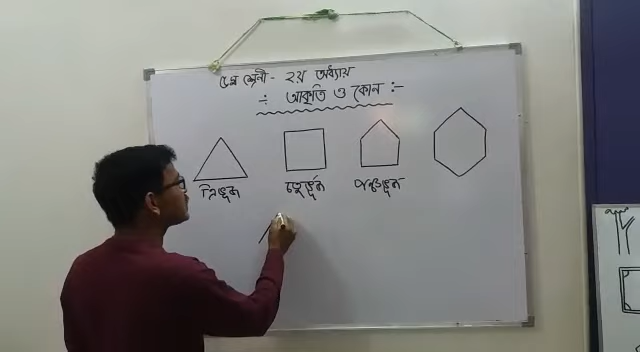 ৫ম শ্রেনী - ২য় অধ্যায়
÷ আকৃতি ও কোন :-
ত্রিভূজ চতুর্ভূজ পঞ্চভূজ